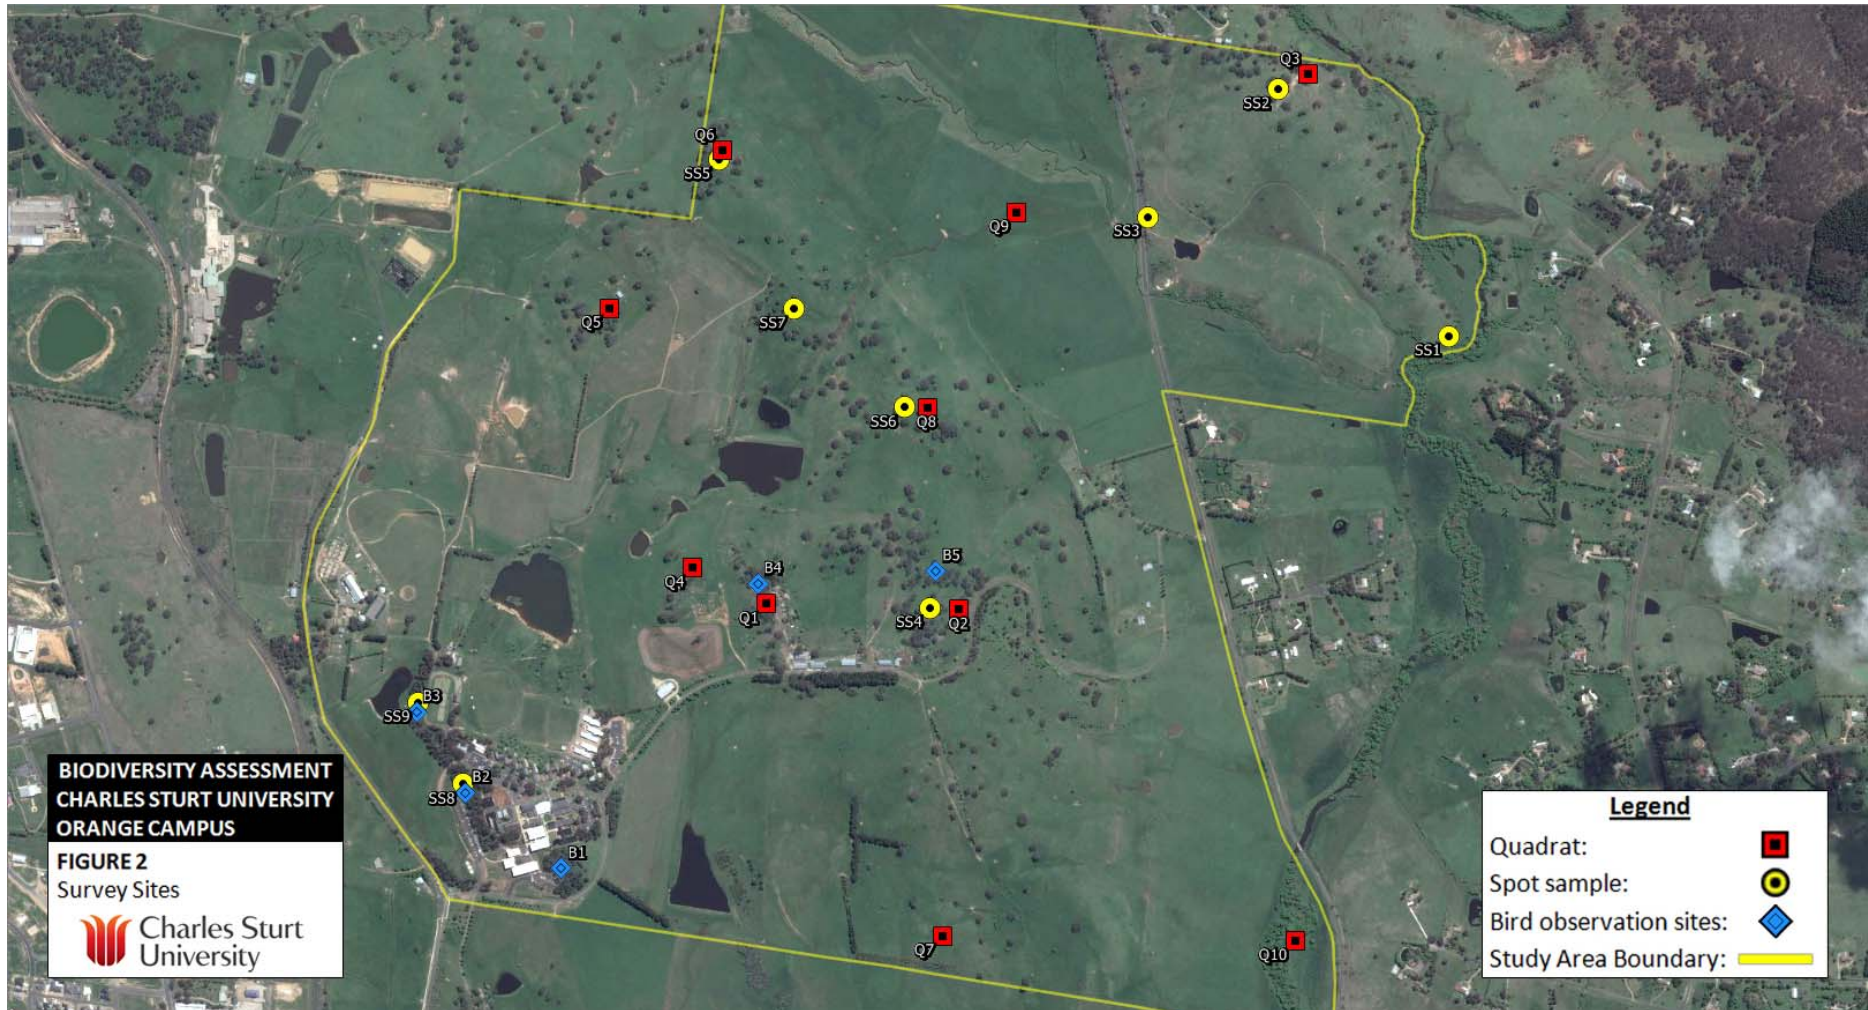 Q3
SS2
Q6
SS5
Q9
SS3
Q5
SS7
SS1
SS6
Q8
B5
Q4
B4
Q1
SS4
Q2
B3
SS9
B2
SS8
B1
Q7
Q10
BIODIVERSITY ASSESSMENT
CHARLES STURT UNIVERSITY
ORANGE CAMPUS
FIGURE 2
Survey Sites
Charles Sturt
University
Legend
Quadrat:
Spot sample:
Bird observation sites:
Study Area Boundary: